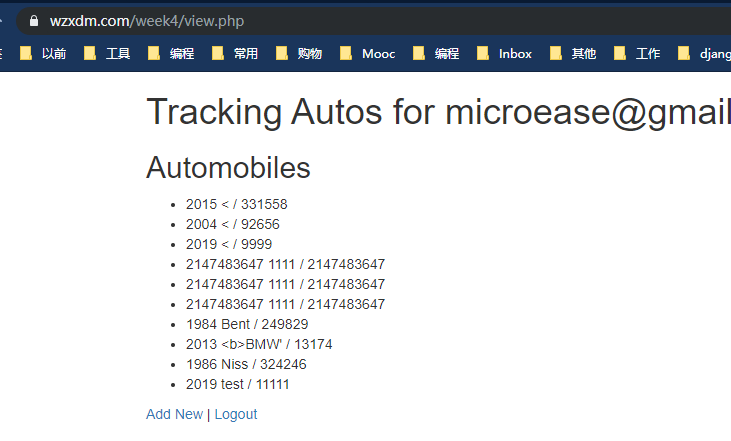 wzxdm.com/week4/view.php
以前 工具 编程 常用 购物 Mooc 编程 Inbox 其他 工作 djang
Tracking Autos for microease@gmail
Automobiles
2015 < / 331558
2004 < / 92656
2019 < / 9999
2147483647 1111 / 2147483647
2147483647 1111 / 2147483647
2147483647 1111 / 2147483647
1984 Bent / 249829
2013 <b>BMW' / 13174
1986 Niss / 324246
2019 test / 11111
Add New | Logout